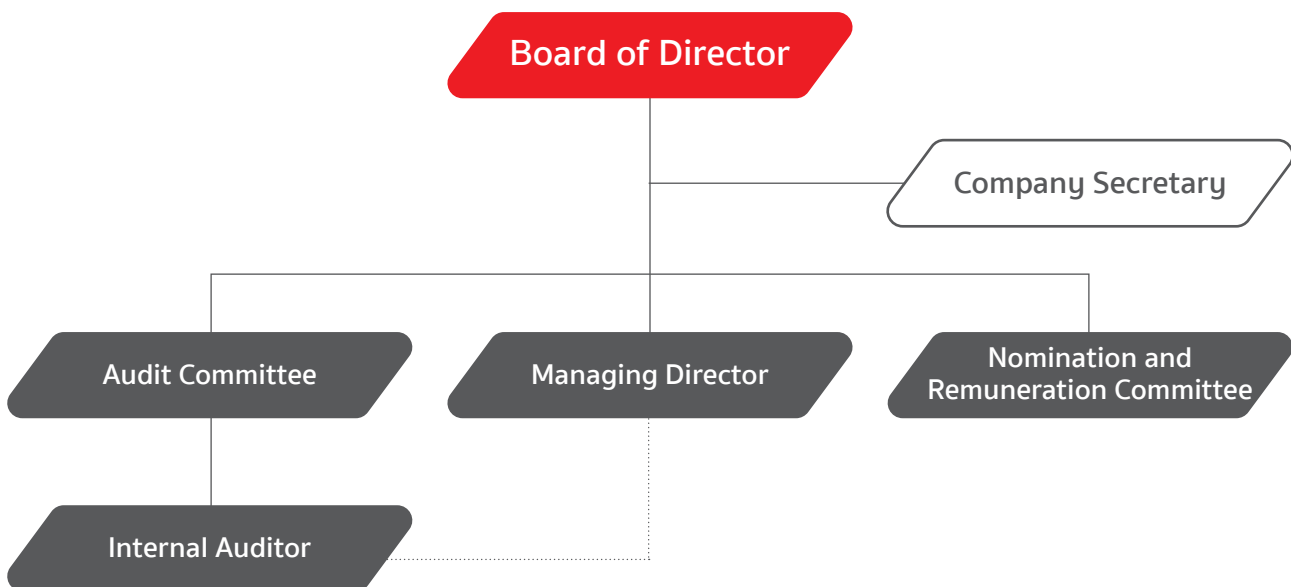 Board of Director
Company Secretary
Audit Committee
Managing Director
Nomination and
Remuneration Committee
Internal Auditor